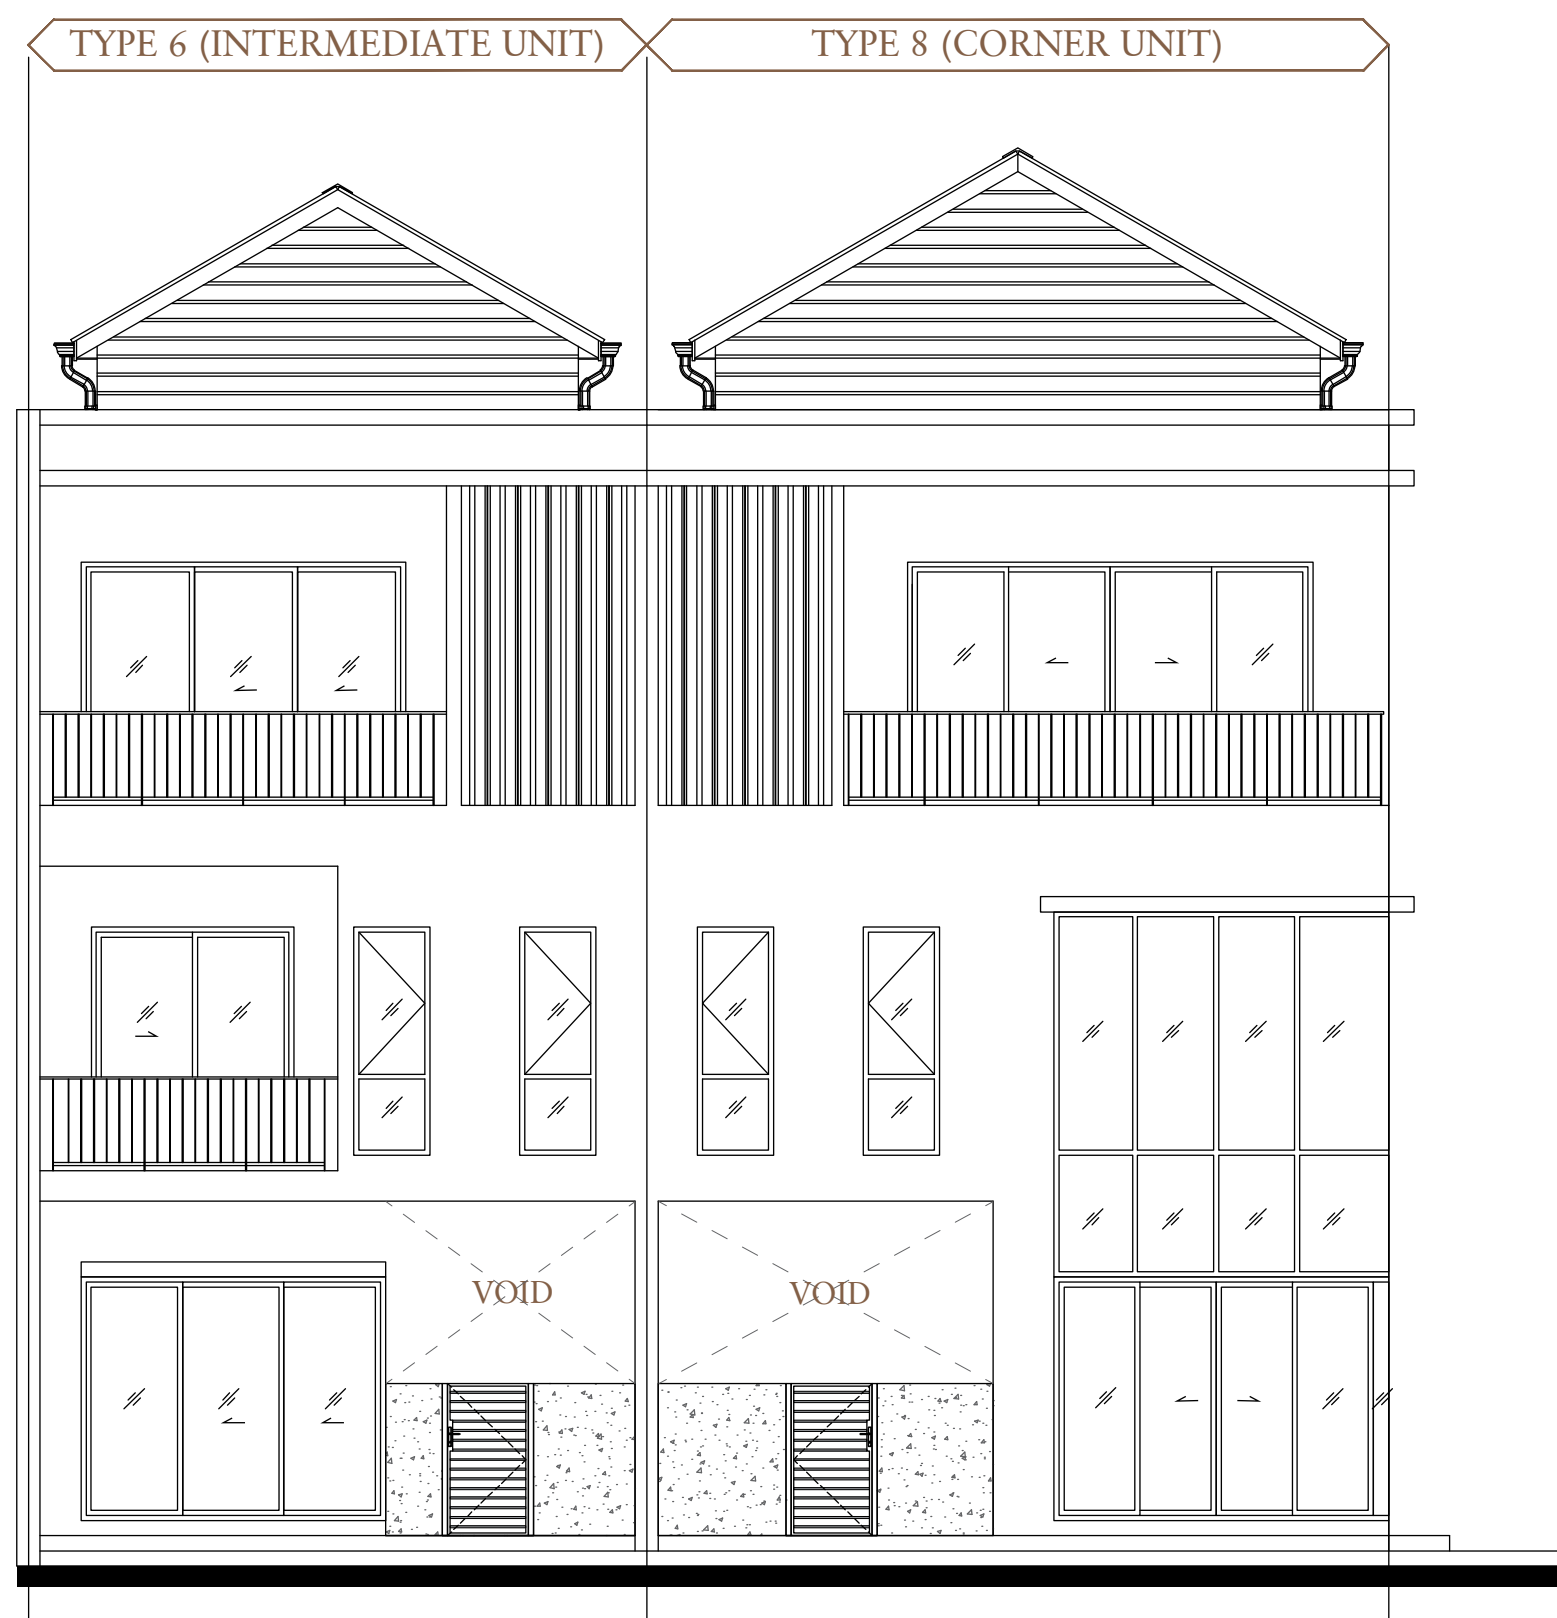 TYPE 6 (INTERMEDIATE UNIT)
TYPE 8 (CORNER UNIT)
VOID
VOID